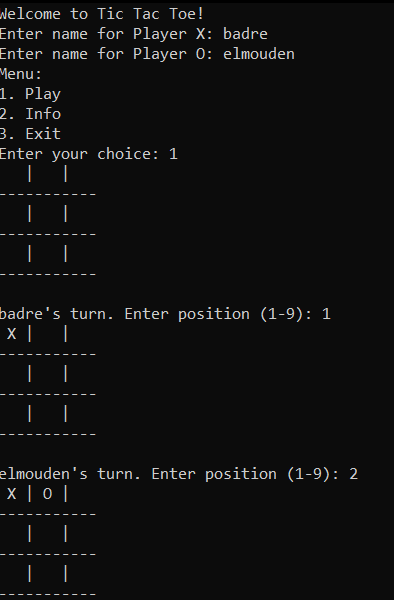 Welcome to Tic Tac Toe!
Enter name for Player X: badre
Enter name for Player O: elmouden
Menu:
1. Play
2. Info
3. Exit
Enter your choice: 1
   |   |
-----------
   |   |
-----------
   |   |
-----------

badre's turn. Enter position (1-9): 1
 X |   |
-----------
   |   |
-----------
   |   |
-----------

elmouden's turn. Enter position (1-9): 2
 X | O |
-----------
   |   |
-----------
   |   |
-----------